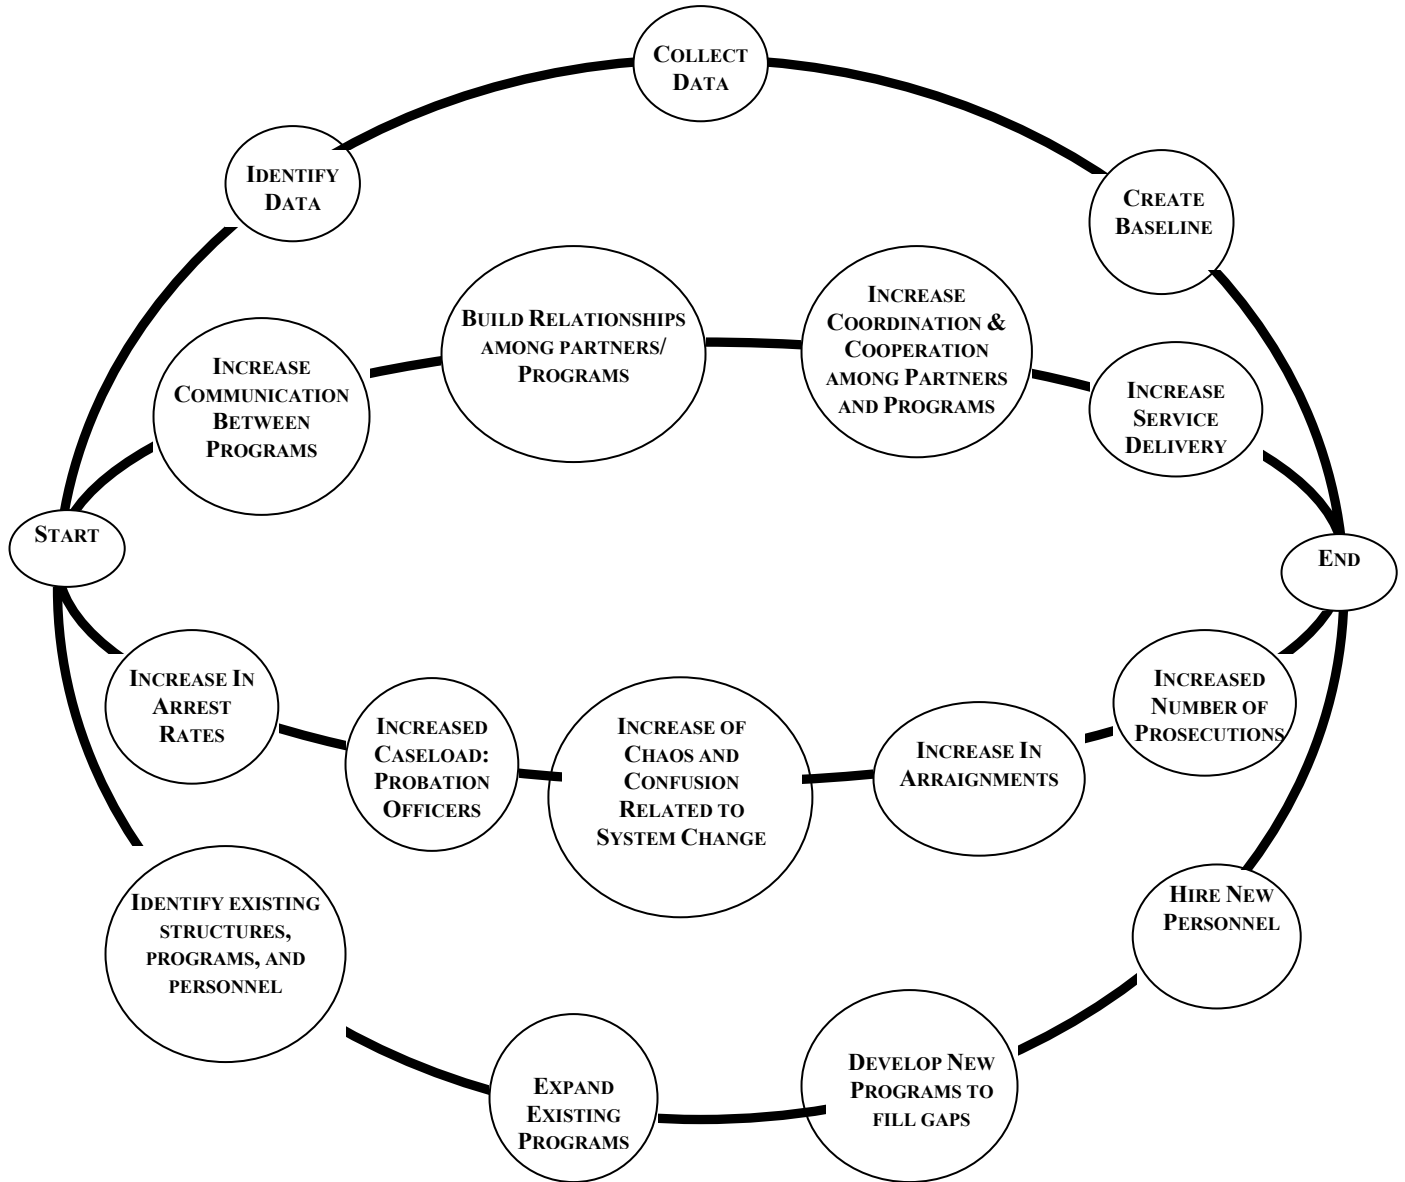 COLLECT
DATA
IDENTIFY
DATA
CREATE
BASELINE
INCREASE
COMMUNICATION
BETWEEN
PROGRAMS
BUILD RELATIONSHIPS
AMONG PARTNERS/
PROGRAMS
INCREASE
COORDINATION &
COOPERATION
AMONG PARTNERS
AND PROGRAMS
INCREASE
SERVICE
DELIVERY
START
END
INCREASE IN
ARREST
RATES
INCREASED
CASELOAD:
PROBATION
OFFICERS
INCREASE OF
CHAOS AND
CONFUSION
RELATED TO
SYSTEM CHANGE
INCREASE IN
ARRAIGNMENTS
INCREASED
NUMBER OF
PROSECUTIONS
IDENTIFY EXISTING
STRUCTURES,
PROGRAMS, AND
PERSONNEL
EXPAND
EXISTING
PROGRAMS
DEVELOP NEW
PROGRAMS TO
FILL GAPS
HIRE NEW
PERSONNEL